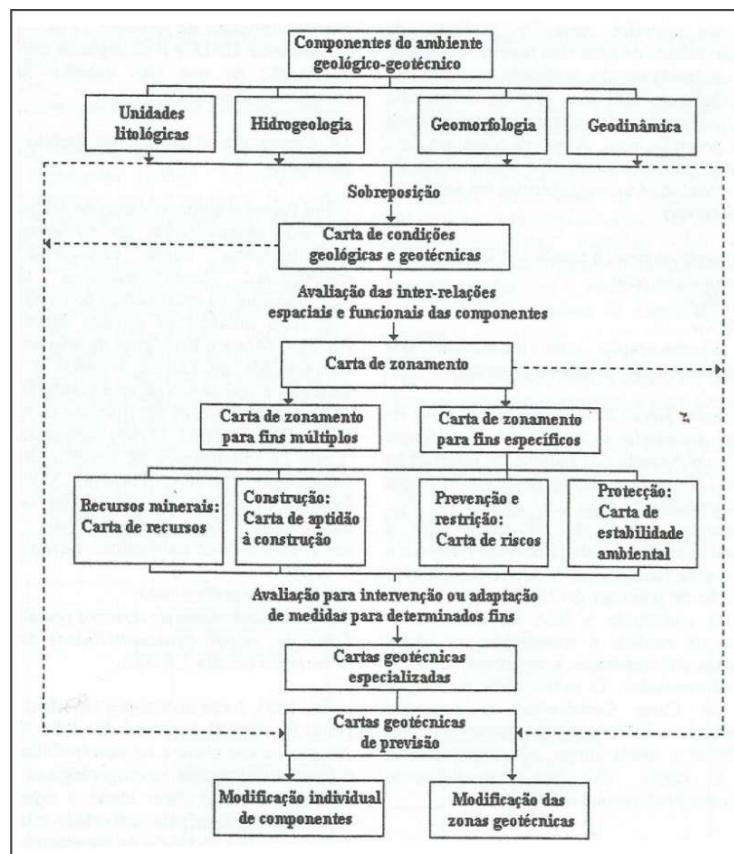 Componentes do ambiente
geológico-geotécnico
Unidades
litológicas
Hidrogeologia
Geomorfologia
Geodinâmica
Sobreposição
Carta de condições
geológicas e geotécnicas
Avaliação das inter-relações
espaciais e funcionais das componentes
Carta de zonamento
Carta de zonamento
para fins múltiplos
Carta de zonamento
para fins específicos
Recursos minerais:
Carta de recursos
Construção:
Carta de aptidão
à construção
Prevenção e
restrição:
Carta de riscos
Protecção:
Carta de
estabilidade
ambiental
Avaliação para intervenção ou adaptação
de medidas para determinados fins
Cartas geotécnicas
especializadas
Cartas geotécnicas
de previsão
Modificação individual
de componentes
Modificação das
zonas geotécnicas